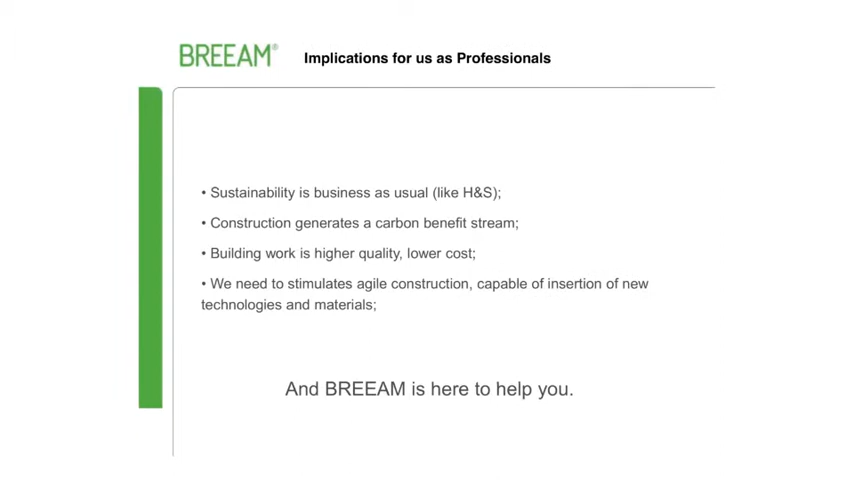 BREEAM®
Implications for us as Professionals
• Sustainability is business as usual (like H&S);
• Construction generates a carbon benefit stream;
• Building work is higher quality, lower cost;
• We need to stimulates agile construction, capable of insertion of new
technologies and materials;
And BREEAM is here to help you.